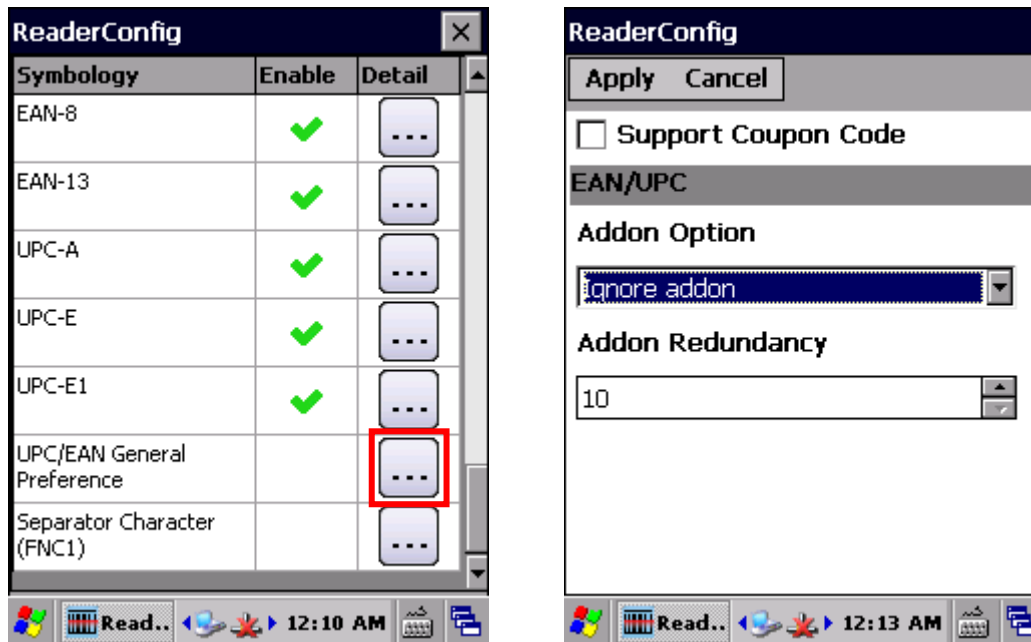 ReaderConfig
Symbology Enable Detail
EAN-8 ...
EAN-13 ...
UPC-A ...
UPC-E ...
UPC-E1 ...
UPC/EAN General
Preference ...
Separator Character
(FNC1) ...
Read.. 12:10 AM
ReaderConfig
Apply Cancel
Support Coupon Code
EAN/UPC
Addon Option
Ignore addon
Addon Redundancy
10
Read.. 12:13 AM